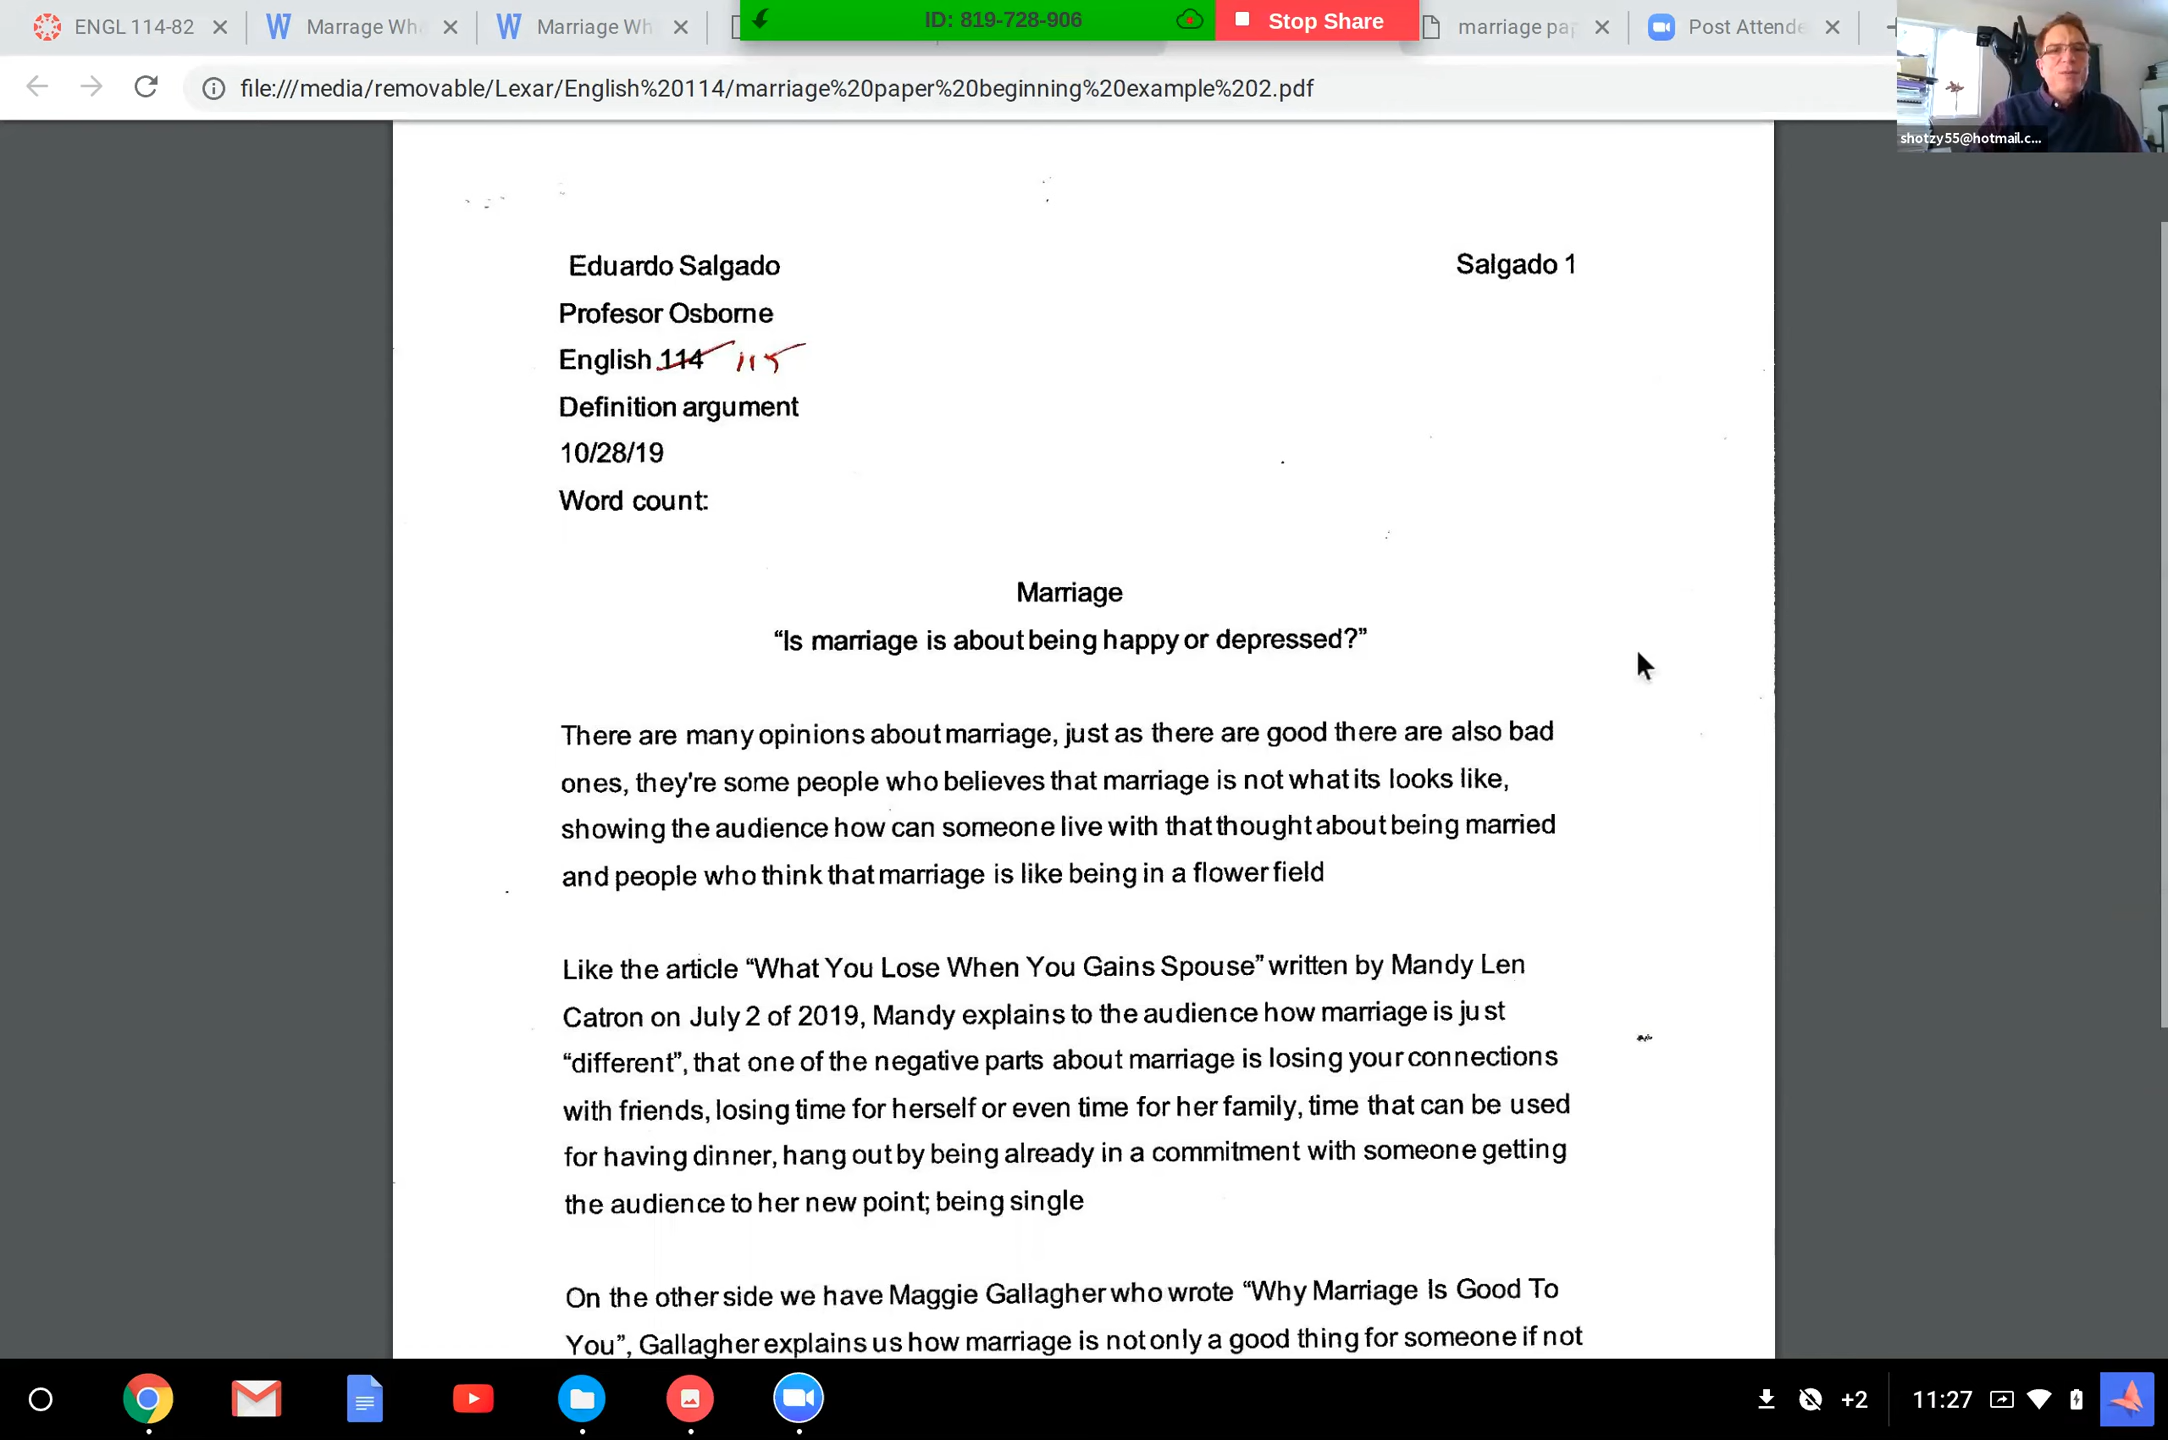 ENGL 114-82
Marrage Wh
Marriage Wh
ID: 819-728-906
Stop Share
marriage pa
Post Attende
file:///media/removable/Lexar/English%20114/marriage%20paper%20beginning%20example%202.pdf
shotzy55@hotmail.c...
Eduardo Salgado
Salgado 1
Profesor Osborne
English 114 115
Definition argument
10/28/19
Word count:
Marriage
“Is marriage is about being happy or depressed?”
There are many opinions about marriage, just as there are good there are also bad
ones, they're some people who believes that marriage is not what its looks like,
showing the audience how can someone live with that thought about being married
and people who think that marriage is like being in a flower field
Like the article “What You Lose When You Gains Spouse” written by Mandy Len
Catron on July 2 of 2019, Mandy explains to the audience how marriage is just
“different”, that one of the negative parts about marriage is losing your connections
with friends, losing time for herself or even time for her family, time that can be used
for having dinner, hang out by being already in a commitment with someone getting
the audience to her new point; being single
On the other side we have Maggie Gallagher who wrote “Why Marriage Is Good To
You”, Gallagher explains us how marriage is not only a good thing for someone if not
+2
11:27